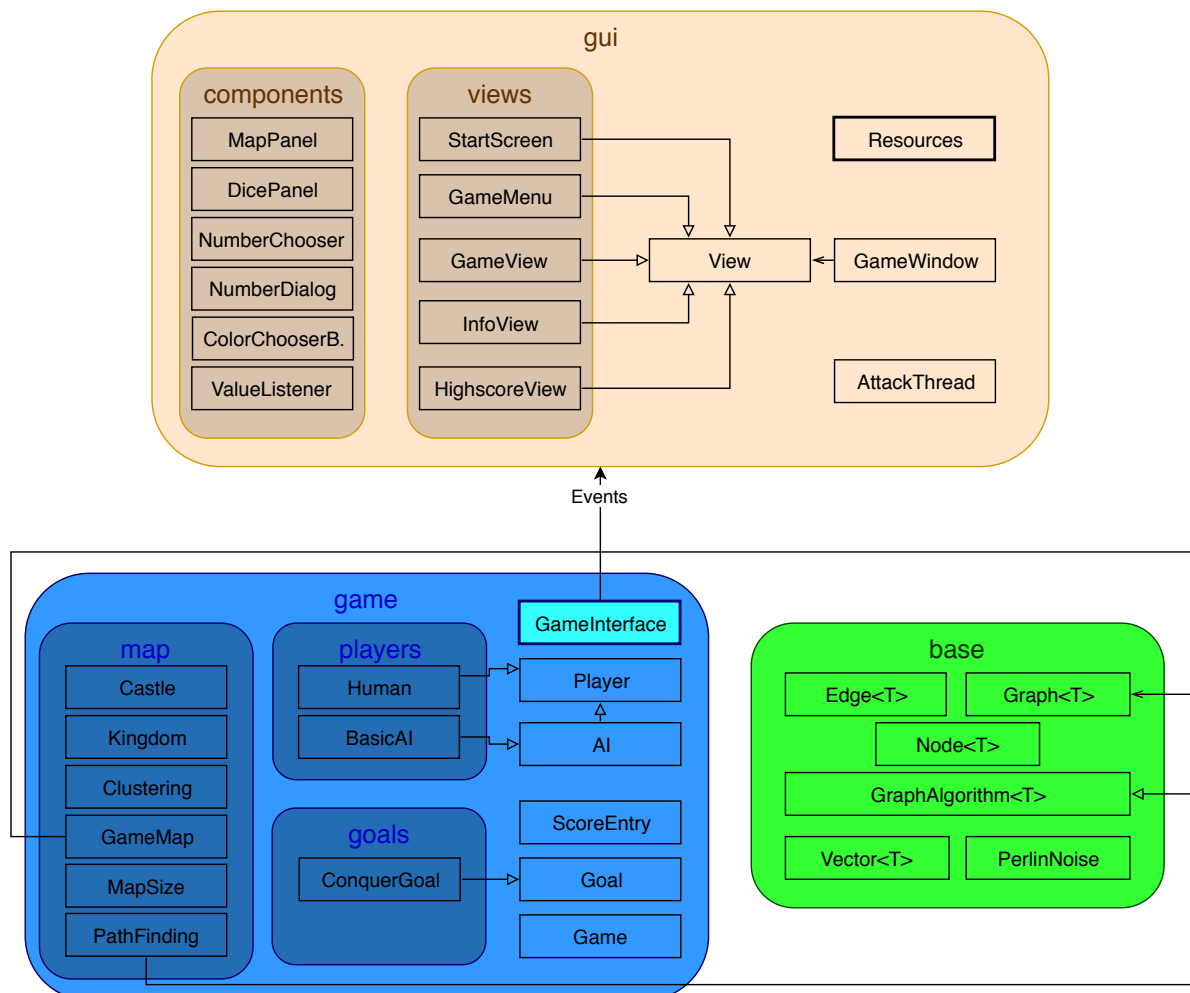 gui
components
MapPanel
DicePanel
NumberChooser
NumberDialog
ColorChooserB.
ValueListener
views
StartScreen
GameMenu
GameView
InfoView
HighscoreView
View
Resources
GameWindow
AttackThread
Events
game
map
Castle
Kingdom
Clustering
GameMap
MapSize
PathFinding
players
Human
BasicAI
goals
ConquerGoal
GameInterface
Player
AI
ScoreEntry
Goal
Game
base
Edge<T>
Graph<T>
Node<T>
GraphAlgorithm<T>
Vector<T>
PerlinNoise